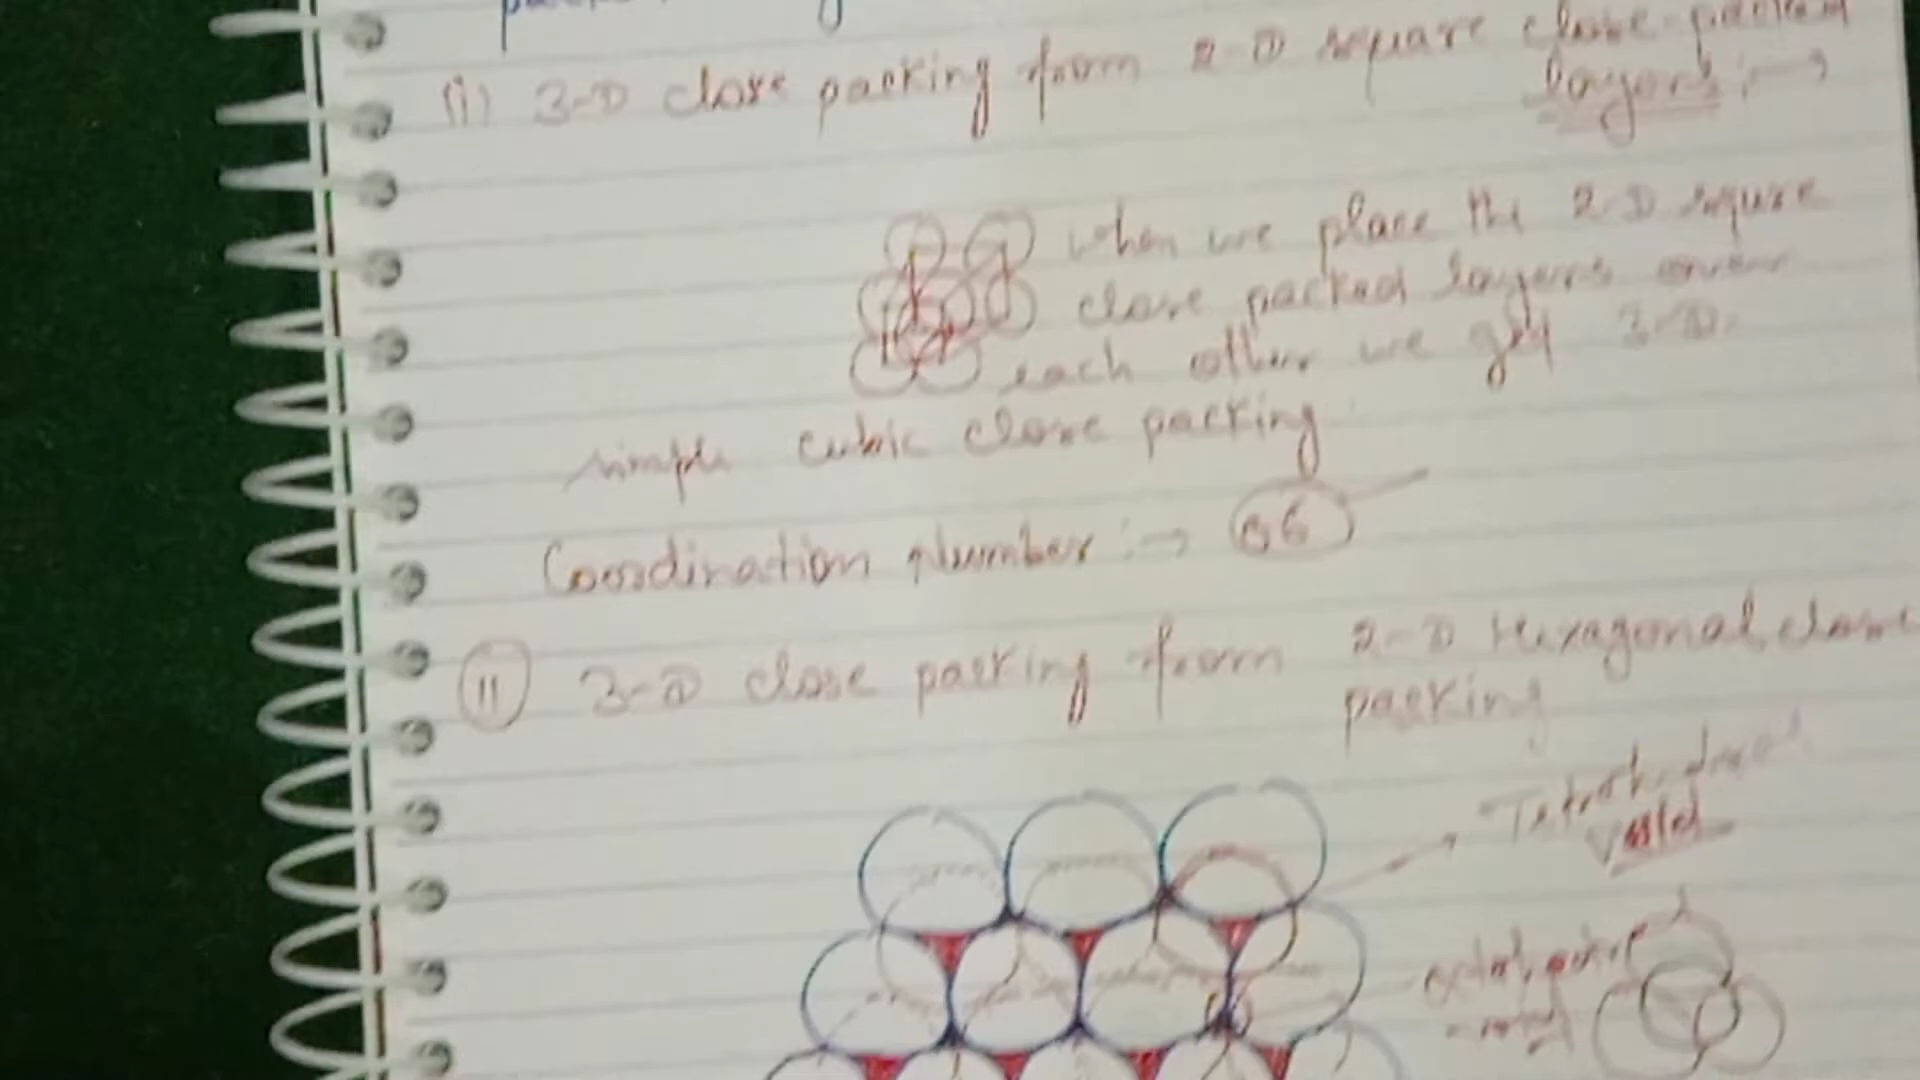 (i) 3-D close packing from 2-D square close-packed
layers :→
when we place the 2-D squre
close packed layers over
each other we get 3-D.
simple cubic close packing
Coordination Number :→ 06
(ii) 3-D close packing from 2-D Hexagonal close
packing
Tetrahedral